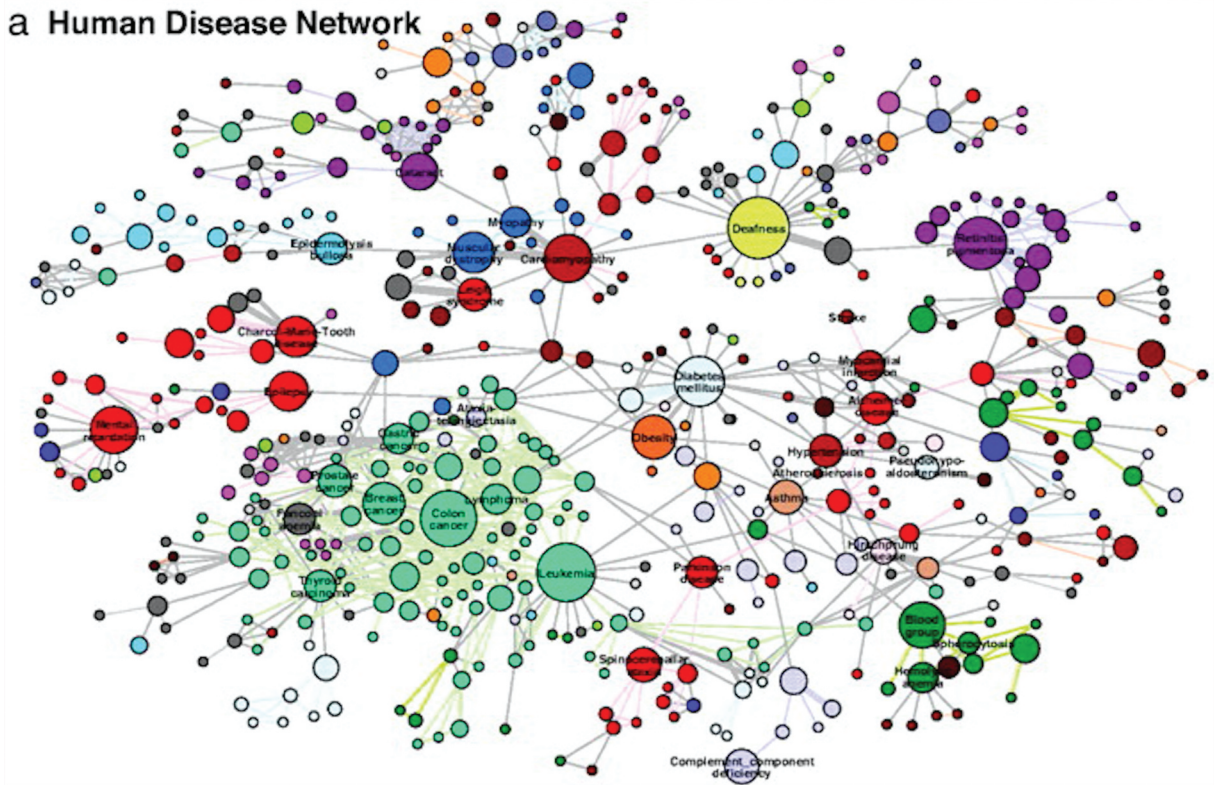 a Human Disease Network
Cataract
Deafness
Myopathy
Retinitis
pigmentosa
Epidermolysis
bullosa
Muscular
dystrophy
Cardiomyopathy
Leigh
syndrome
Stroke
Charcot-Marie-Tooth
disease
Myocardial
infarction
Diabetes
mellitus
Epilepsy
Alzheimer
disease
Ataxia-
telangiectasia
Mental
retardation
Gastric
cancer
Obesity
Hypertension
Pseudohypo-
aldosteronism
Atherosclerosis
Prostate
cancer
Breast
cancer
Lymphoma
Asthma
Colon
cancer
Fanconi
anemia
Hirschprung
disease
Leukemia
Parkinson
disease
Thyroid
carcinoma
Blood
group
Spherocytosis
Spinocerebellar
ataxia
Hemolytic
anemia
Complement_component
deficiency